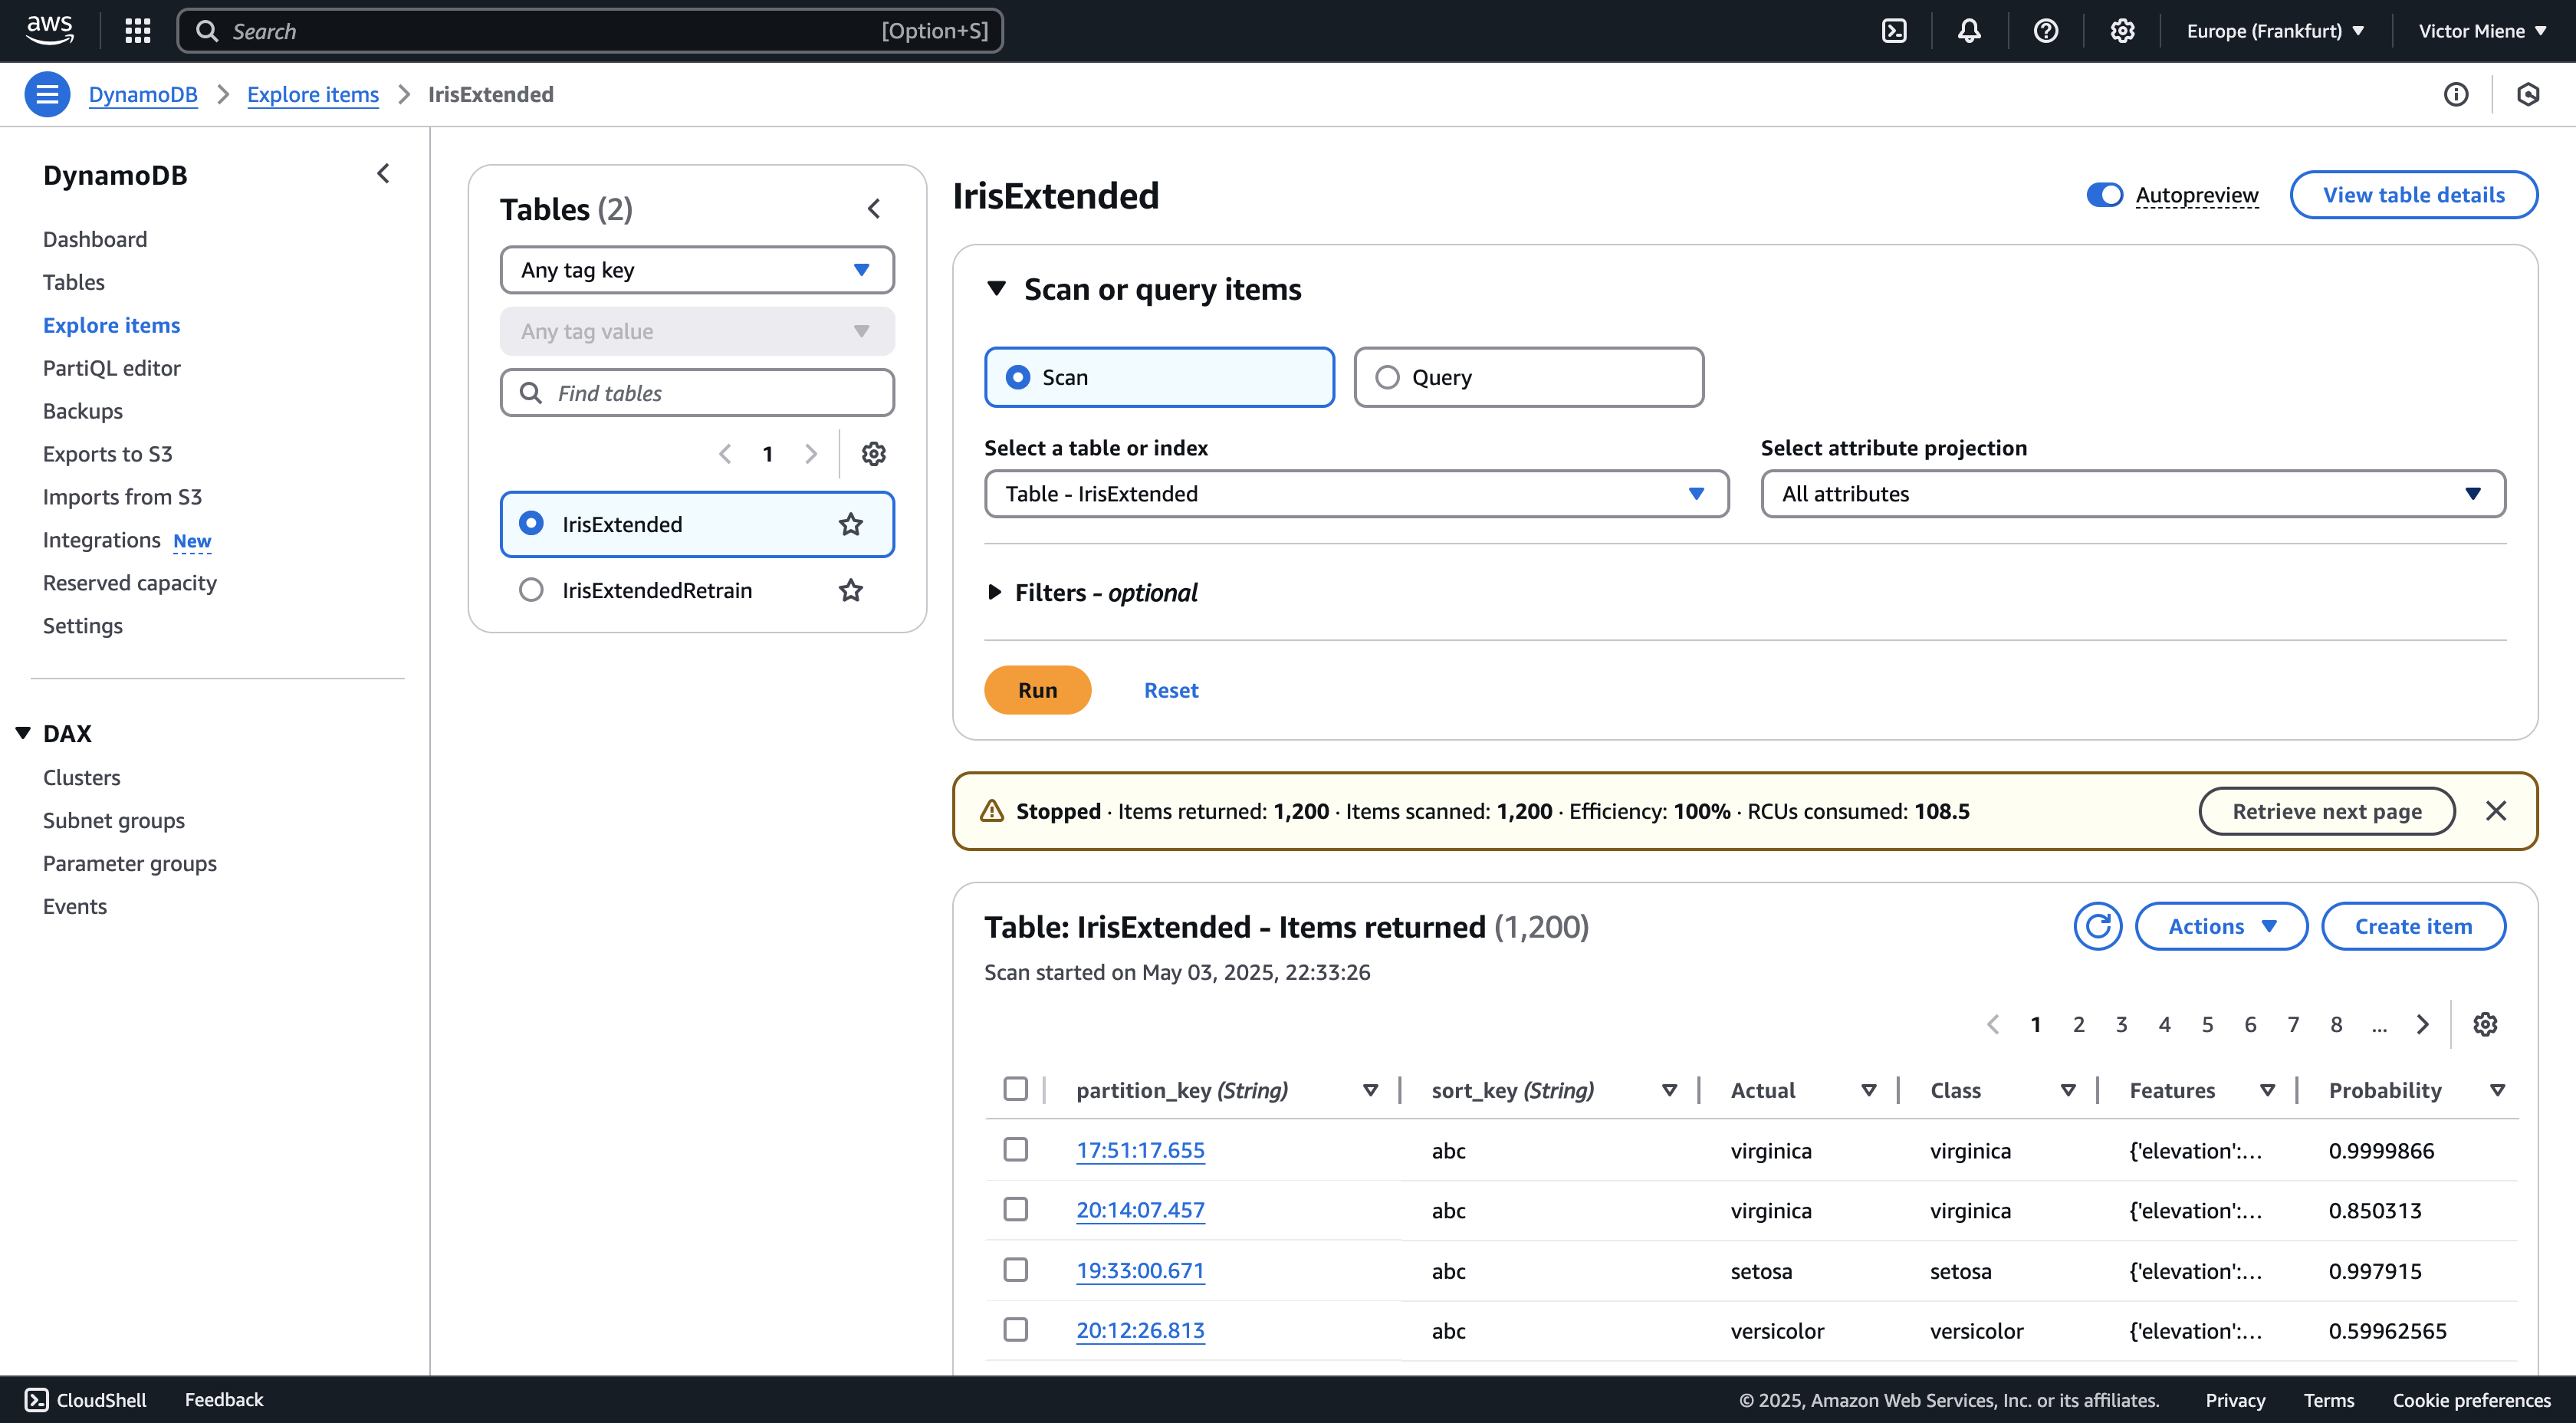 aws
Search [Option+S]
Europe (Frankfurt) Victor Miene
DynamoDB Explore items IrisExtended
DynamoDB
Dashboard
Tables
Explore items
PartiQL editor
Backups
Exports to S3
Imports from S3
Integrations New
Reserved capacity
Settings
DAX
Clusters
Subnet groups
Parameter groups
Events
Tables (2)
Any tag key
Any tag value
Find tables
1
IrisExtended
IrisExtendedRetrain
IrisExtended
Autopreview
View table details
Scan or query items
Scan
Query
Select a table or index
Table - IrisExtended
Select attribute projection
All attributes
Filters - optional
Run
Reset
Stopped · Items returned: 1,200 · Items scanned: 1,200 · Efficiency: 100% · RCUs consumed: 108.5
Retrieve next page
Table: IrisExtended - Items returned (1,200)
Actions
Create item
Scan started on May 03, 2025, 22:33:26
1 2 3 4 5 6 7 8 ...
partition_key (String) sort_key (String) Actual Class Features Probability
17:51:17.655 abc virginica virginica {'elevation':... 0.9999866
20:14:07.457 abc virginica virginica {'elevation':... 0.850313
19:33:00.671 abc setosa setosa {'elevation':... 0.997915
20:12:26.813 abc versicolor versicolor {'elevation':... 0.59962565
CloudShell Feedback © 2025, Amazon Web Services, Inc. or its affiliates. Privacy Terms Cookie preferences